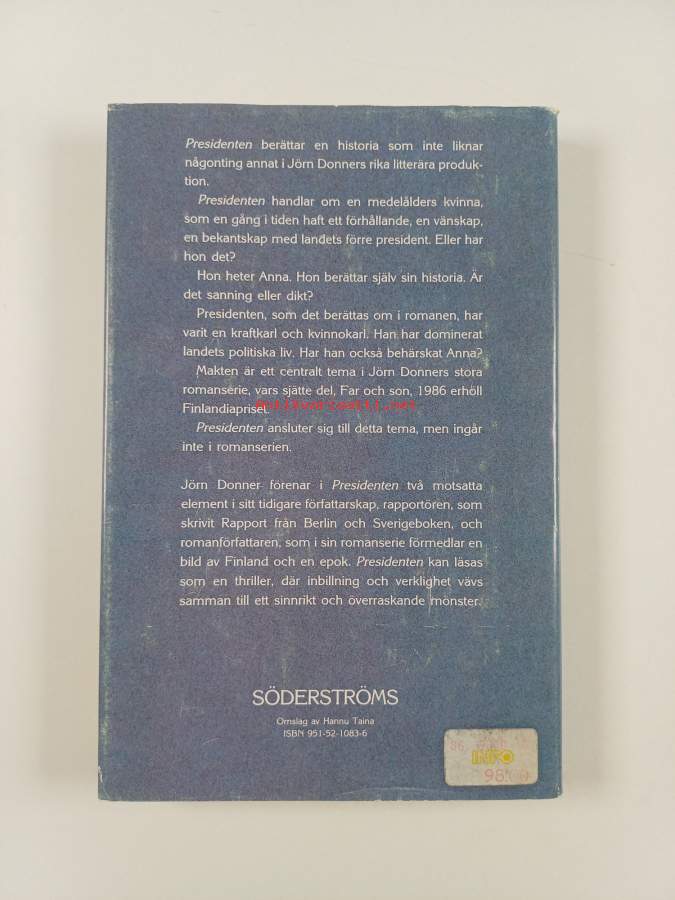 Presidenten berättar en historia som inte liknar
någonting annat i Jörn Donners rika litterära produk-
tion.
Presidenten handlar om en medelålders kvinna,
som en gång i tiden haft ett förhållande, en vänskap,
en bekantskap med landets förre president. Eller har
hon det?
Hon heter Anna. Hon berättar själv sin historia. Är
det sanning eller dikt?
Presidenten, som det berättas om i romanen, har
varit en kraftkarl och kvinnokarl. Han har dominerat
landets politiska liv. Har han också behärskat Anna?
Makten är ett centralt tema i Jörn Donners stora
romanserie, vars sjätte del, Far och son, 1986 erhöll
Finlandiapriset.
Presidenten ansluter sig till detta tema, men ingår
inte i romanserien.
Jörn Donner förenar i Presidenten två motsatta
element i sitt tidigare författarskap, rapportören, som
skrivit Rapport från Berlin och Sverigeboken, och
romanförfattaren, som i sin romanserie förmedlar en
bild av Finland och en epok. Presidenten kan läsas
som en thriller, där inbillning och verklighet vävs
samman till ett sinnrikt och överraskande mönster.
SÖDERSTRÖMS
Omslag av Hannu Taina
ISBN 951-52-1083-6
INFO